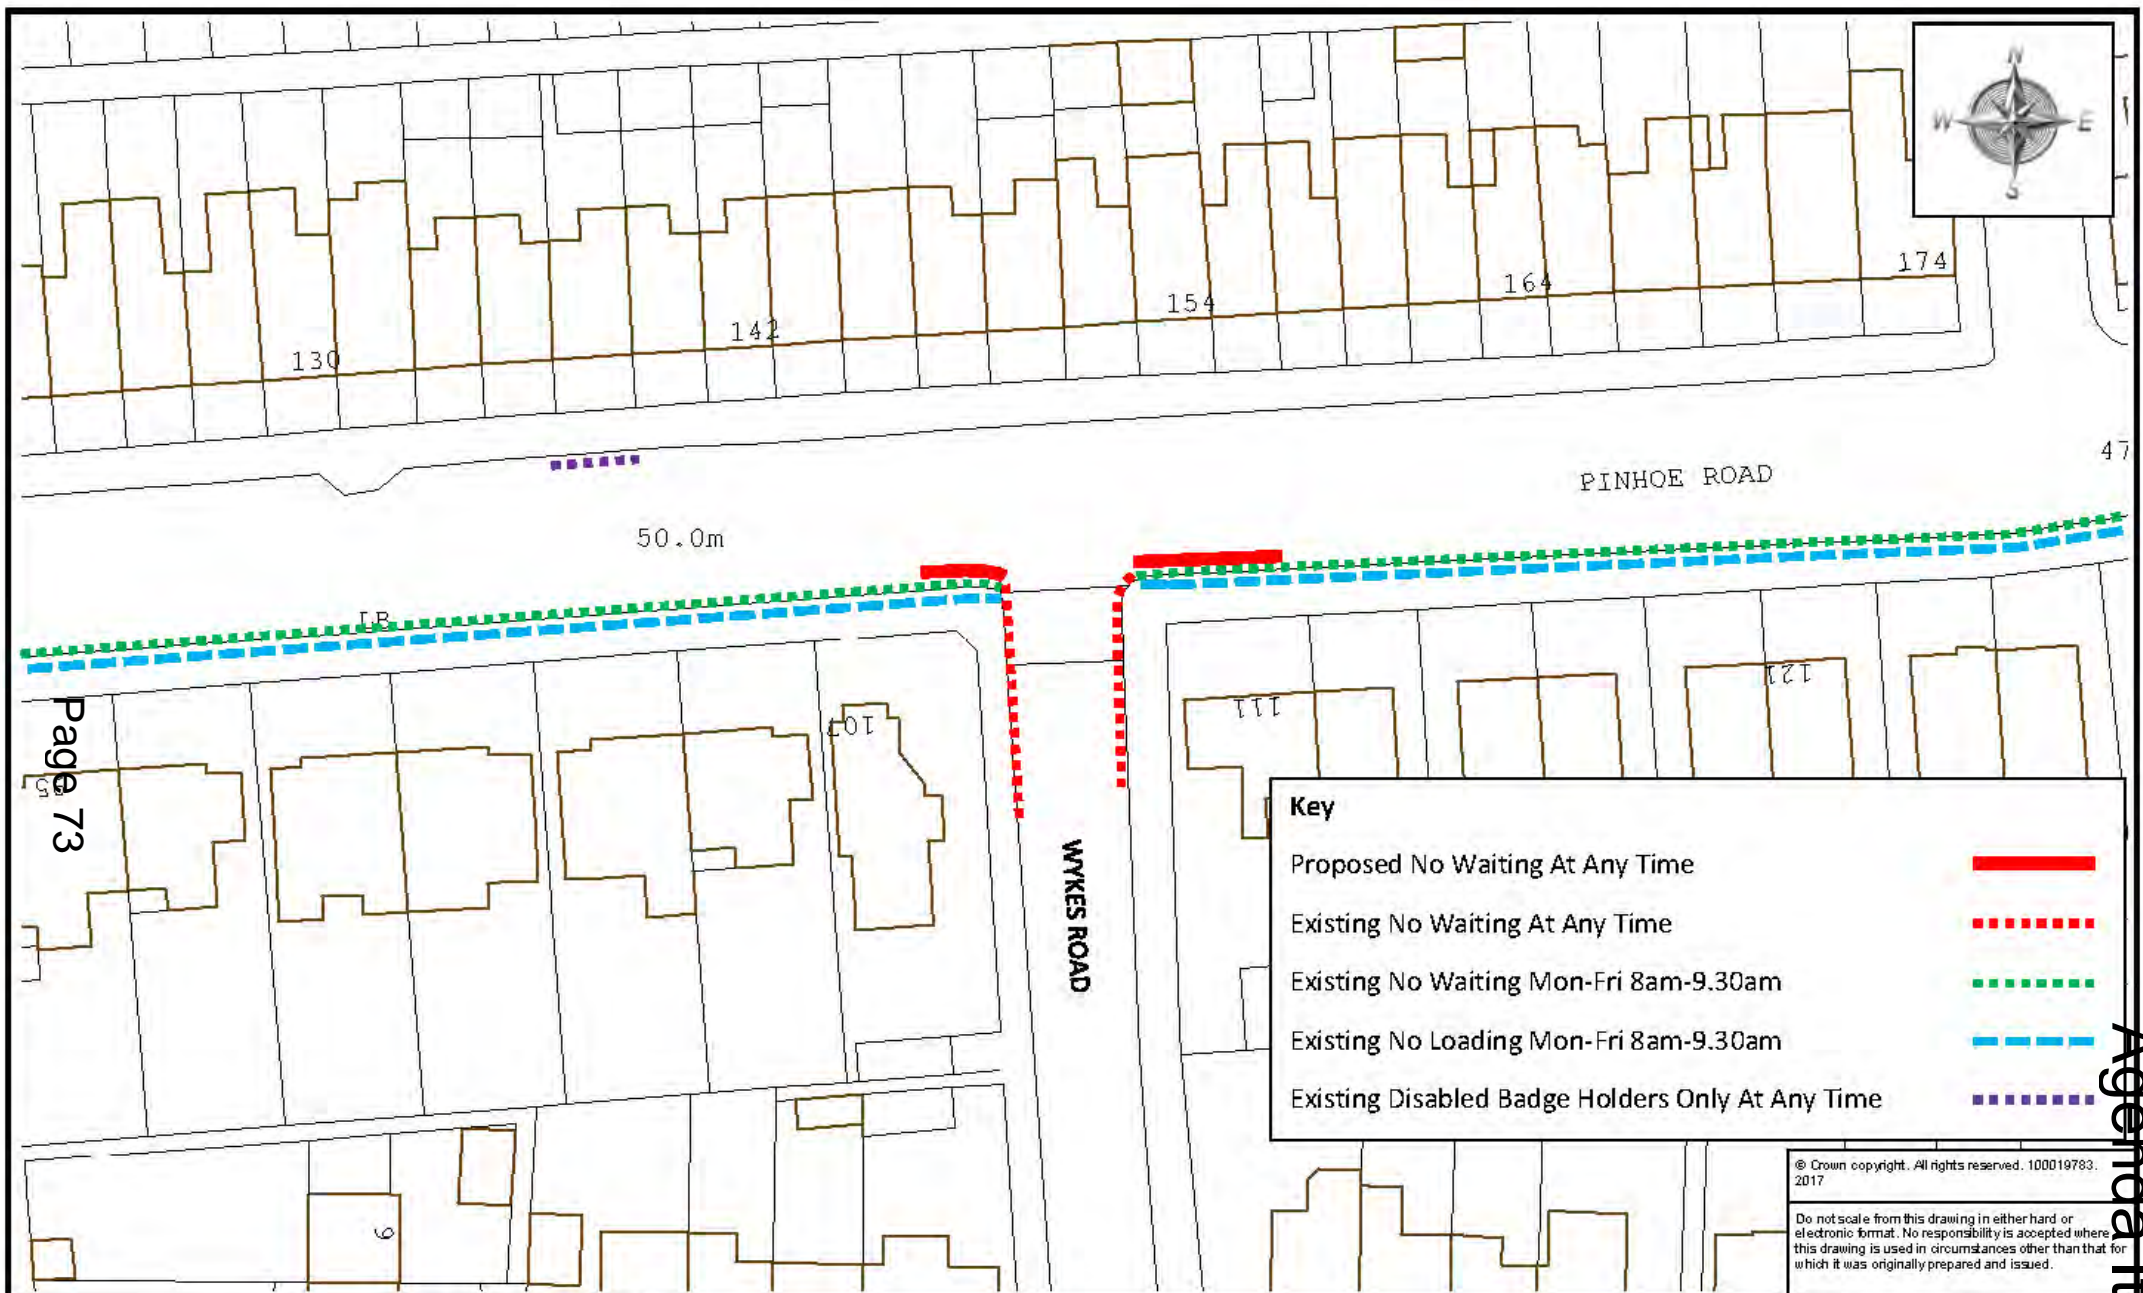 N
W E
S
174
164
154
142
130
47
PINHOE ROAD
50.0m
LB
121
111
107
95
Page 73
WYKES ROAD
Key
Proposed No Waiting At Any Time
Existing No Waiting At Any Time
Existing No Waiting Mon-Fri 8am-9.30am
Existing No Loading Mon-Fri 8am-9.30am
Existing Disabled Badge Holders Only At Any Time
9
© Crown copyright. All rights reserved. 100019783.
2017
Do not scale from this drawing in either hard or
electronic format. No responsibility is accepted where
this drawing is used in circumstances other than that for
which it was originally prepared and issued.
Agenda It